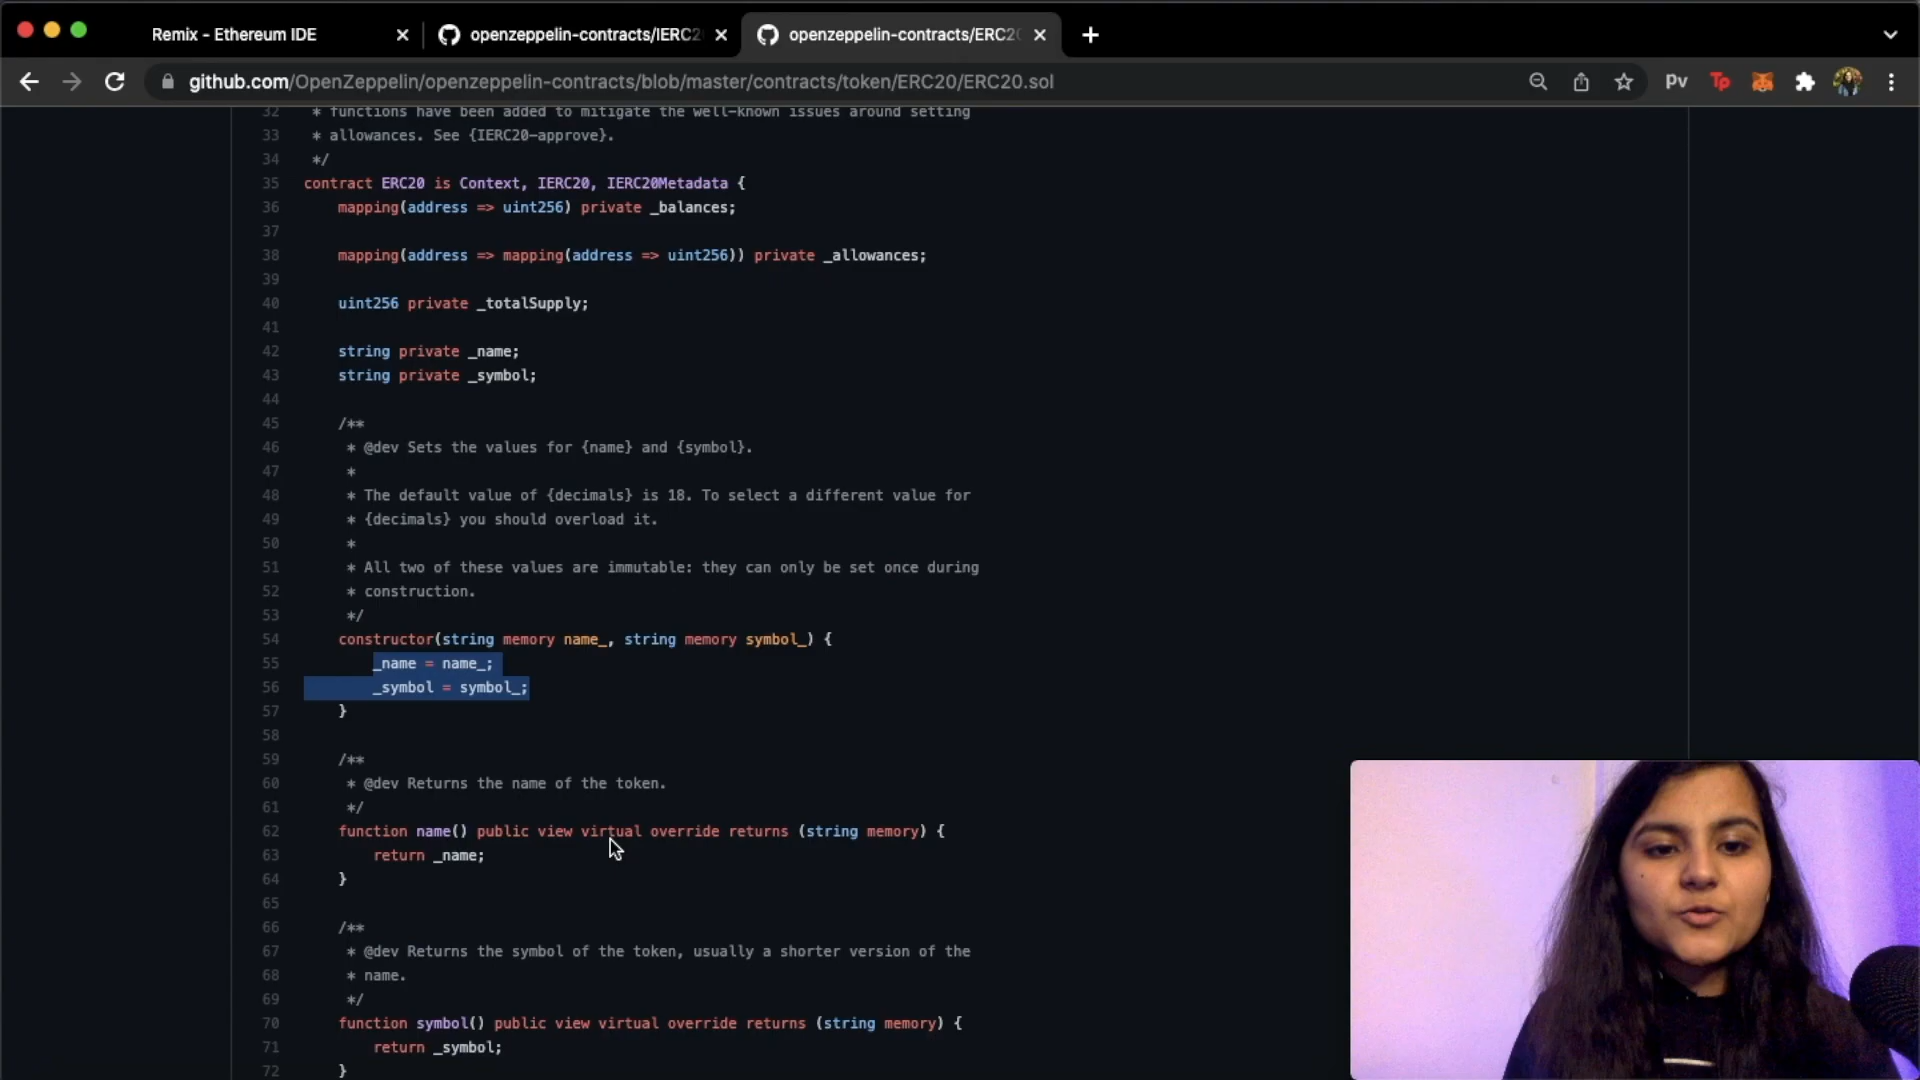 Remix - Ethereum IDE
openzeppelin-contracts/IERC2
openzeppelin-contracts/ERC20
github.com/OpenZeppelin/openzeppelin-contracts/blob/master/contracts/token/ERC20/ERC20.sol
Pv
Tp
32 * functions have been added to mitigate the well-known issues around setting
33 * allowances. See {IERC20-approve}.
34 */
35 contract ERC20 is Context, IERC20, IERC20Metadata {
36 mapping(address => uint256) private _balances;
37
38 mapping(address => mapping(address => uint256)) private _allowances;
39
40 uint256 private _totalSupply;
41
42 string private _name;
43 string private _symbol;
44
45 /**
46 * @dev Sets the values for {name} and {symbol}.
47 *
48 * The default value of {decimals} is 18. To select a different value for
49 * {decimals} you should overload it.
50 *
51 * All two of these values are immutable: they can only be set once during
52 * construction.
53 */
54 constructor(string memory name_, string memory symbol_) {
55 _name = name_;
56 _symbol = symbol_;
57 }
58
59 /**
60 * @dev Returns the name of the token.
61 */
62 function name() public view virtual override returns (string memory) {
63 return _name;
64 }
65
66 /**
67 * @dev Returns the symbol of the token, usually a shorter version of the
68 * name.
69 */
70 function symbol() public view virtual override returns (string memory) {
71 return _symbol;
72 }